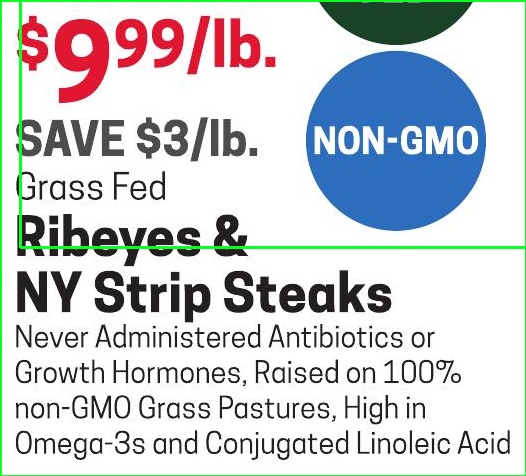 $9.99/lb.
SAVE $3/lb.
NON-GMO
Grass Fed
Ribeyes &
NY Strip Steaks
Never Administered Antibiotics or
Growth Hormones, Raised on 100%
non-GMO Grass Pastures, High in
Omega-3s and Conjugated Linoleic Acid